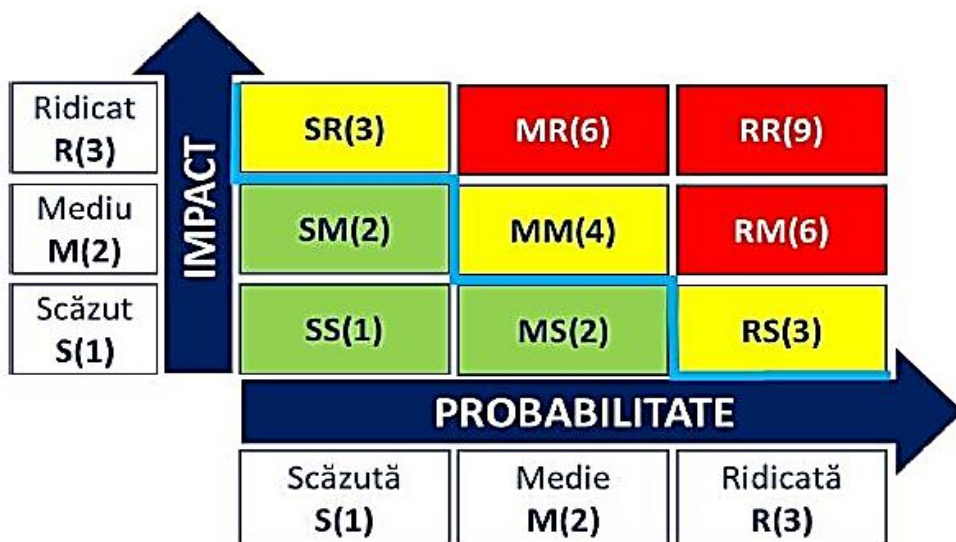 Ridicat
R(3)
IMPACT
SR(3)
MR(6)
RR(9)
Mediu
M(2)
SM(2)
MM(4)
RM(6)
Scăzut
S(1)
SS(1)
MS(2)
RS(3)
PROBABILITATE
Scăzută
S(1)
Medie
M(2)
Ridicată
R(3)